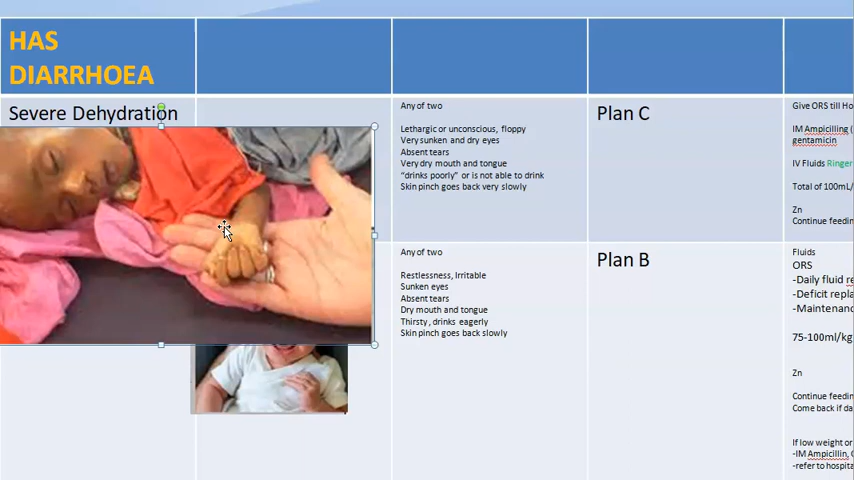 HAS
DIARRHOEA
Severe Dehydration
Any of two
Lethargic or unconscious, floppy
Very sunken and dry eyes
Absent tears
Very dry mouth and tongue
“drinks poorly” or is not able to drink
Skin pinch goes back very slowly
Plan C
Give ORS till Ho
IM Ampicilling (
gentamicin
IV Fluids Ringer
Total of 100mL/
Zn
Continue feedin
Any of two
Restlessness, Irritable
Sunken eyes
Absent tears
Dry mouth and tongue
Thirsty, drinks eagerly
Skin pinch goes back slowly
Plan B
Fluids
ORS
-Daily fluid re
-Deficit repla
-Maintenanc
75-100ml/kg
Zn
Continue feedin
Come back if da
If low weight or
-IM Ampicillin, G
-refer to hospita